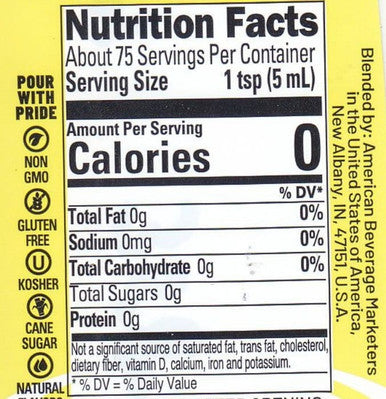 Nutrition Facts
About 75 Servings Per Container
Serving Size 1 tsp (5 mL)
Amount Per Serving
Calories 0
% DV*
Total Fat 0g 0%
Sodium 0mg 0%
Total Carbohydrate 0g 0%
Total Sugars 0g
Protein 0g
Not a significant source of saturated fat, trans fat, cholesterol,
dietary fiber, vitamin D, calcium, iron and potassium.
* % DV = % Daily Value
POUR
WITH
PRIDE
NON
GMO
GLUTEN
FREE
U
KOSHER
CANE
SUGAR
NATURAL
Blended by: American Beverage Marketers
in the United States of America,
New Albany, IN, 47151, U.S.A.